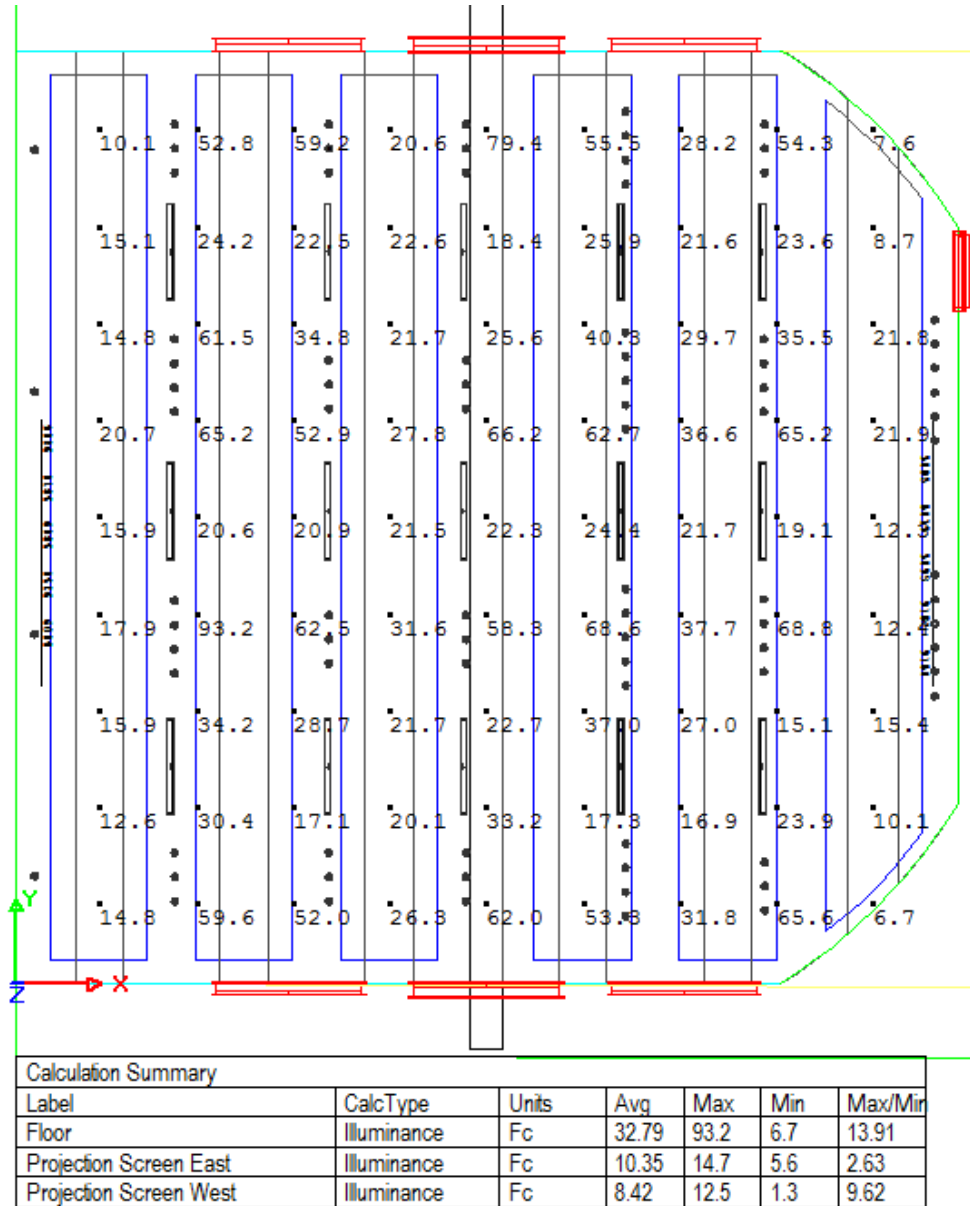 10.1 52.8 59.2 20.6 79.4 55.5 28.2 54.3 7.6
15.1 24.2 22.5 22.6 18.4 25.9 21.6 23.6 8.7
14.8 61.5 34.8 21.7 25.6 40.3 29.7 35.5 21.8
20.7 65.2 52.9 27.8 66.2 62.7 36.6 65.2 21.9
15.9 20.6 20.9 21.5 22.3 24.4 21.7 19.1
17.9 93.2 62.5 31.6 58.3 68.6 37.7 68.8
15.9 34.2 28.7 21.7 22.7 37.0 27.0 15.1 15.4
12.6 30.4 17.1 20.1 33.2 17.3 16.9 23.9 10.1
14.8 59.6 52.0 26.3 62.0 53.8 31.8 65.6 6.7
Y
X
Z
Calculation Summary
Label CalcType Units Avg Max Min Max/Min
Floor Illuminance Fc 32.79 93.2 6.7 13.91
Projection Screen East Illuminance Fc 10.35 14.7 5.6 2.63
Projection Screen West Illuminance Fc 8.42 12.5 1.3 9.62